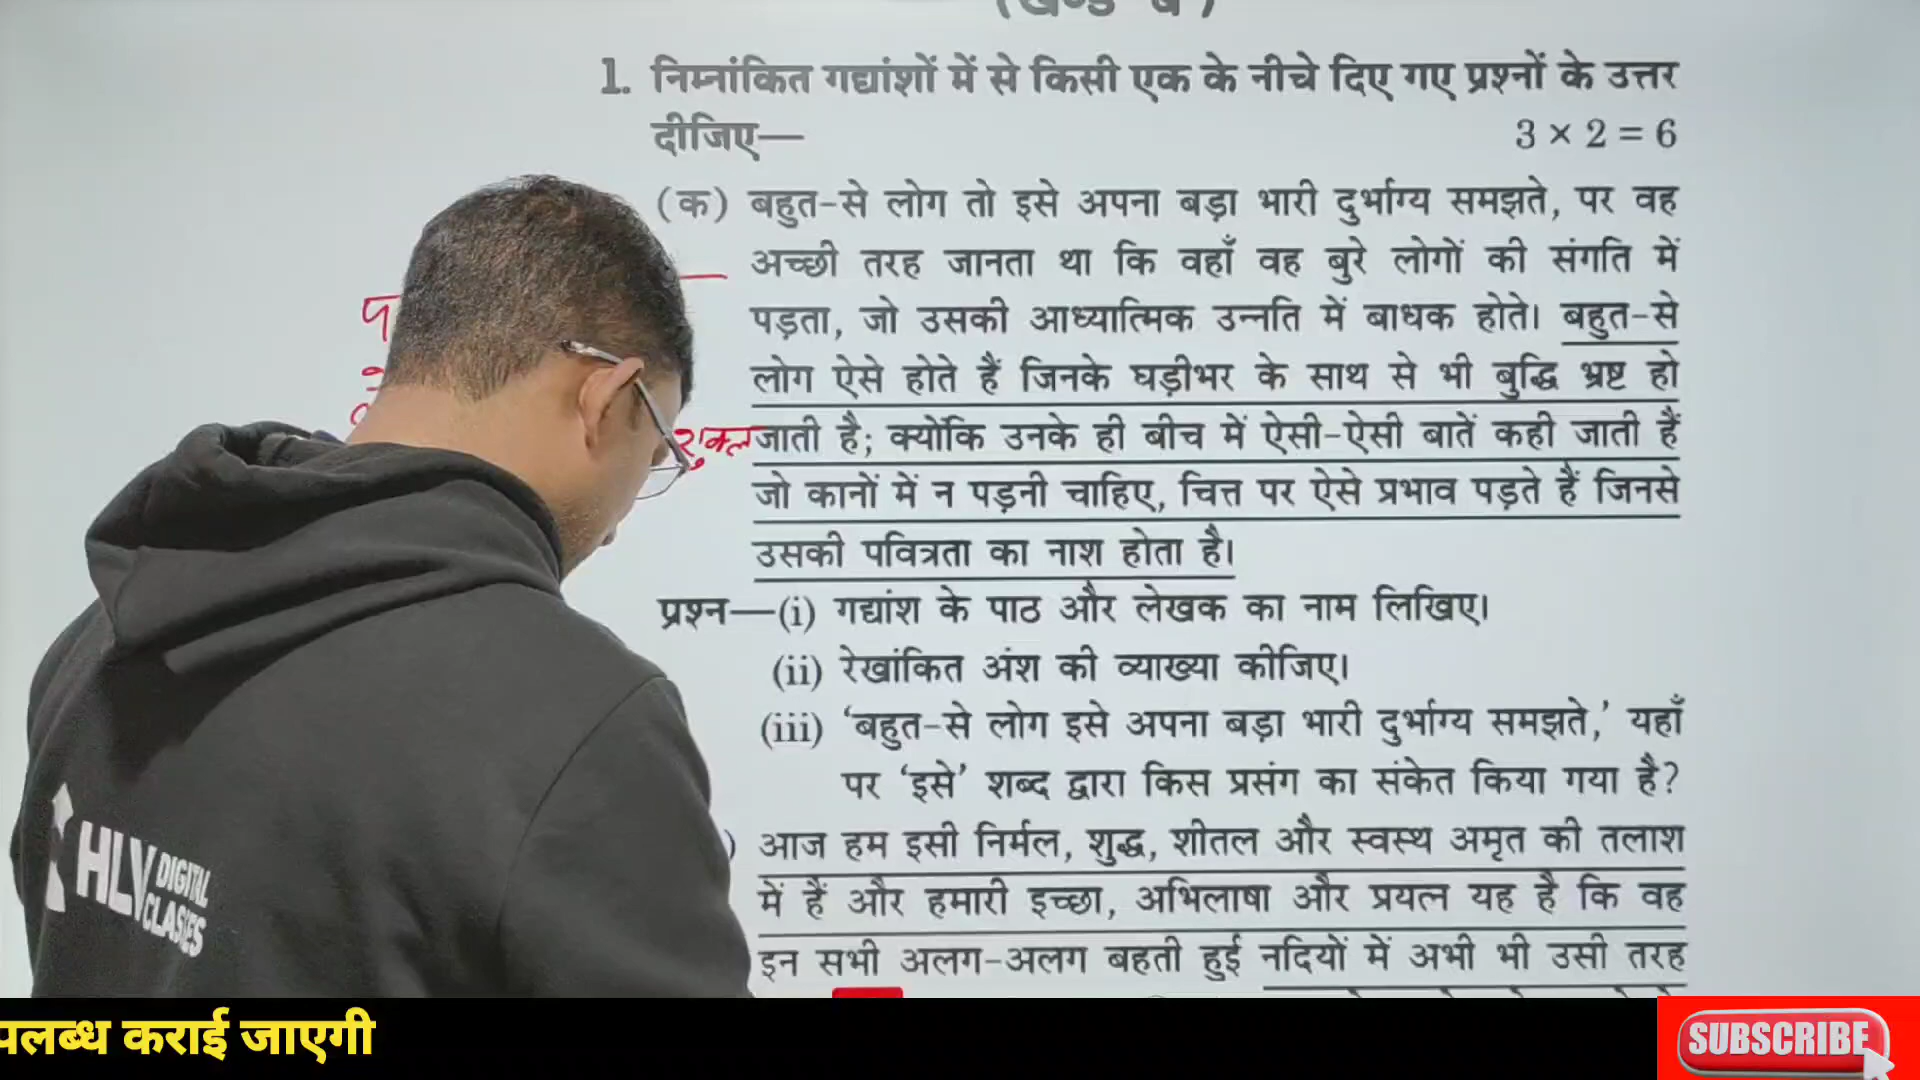 1. निम्नांकित गद्यांशों में से किसी एक के नीचे दिए गए प्रश्नों के उत्तर
दीजिए— 3 × 2 = 6
(क) बहुत-से लोग तो इसे अपना बड़ा भारी दुर्भाग्य समझते, पर वह
अच्छी तरह जानता था कि वहाँ वह बुरे लोगों की संगति में
पड़ता, जो उसकी आध्यात्मिक उन्नति में बाधक होते। बहुत-से
लोग ऐसे होते हैं जिनके घड़ीभर के साथ से भी बुद्धि भ्रष्ट हो
शुक्ल
जाती है; क्योंकि उनके ही बीच में ऐसी-ऐसी बातें कही जाती हैं
जो कानों में न पड़नी चाहिए, चित्त पर ऐसे प्रभाव पड़ते हैं जिनसे
उसकी पवित्रता का नाश होता है।
प्रश्न—(i) गद्यांश के पाठ और लेखक का नाम लिखिए।
(ii) रेखांकित अंश की व्याख्या कीजिए।
(iii) ‘बहुत-से लोग इसे अपना बड़ा भारी दुर्भाग्य समझते,’ यहाँ
पर ‘इसे’ शब्द द्वारा किस प्रसंग का संकेत किया गया है?
) आज हम इसी निर्मल, शुद्ध, शीतल और स्वस्थ अमृत की तलाश
में हैं और हमारी इच्छा, अभिलाषा और प्रयत्न यह है कि वह
इन सभी अलग-अलग बहती हुई नदियों में अभी भी उसी तरह
HLV DIGITAL
CLASSES
पलब्ध कराई जाएगी
SUBSCRIBE